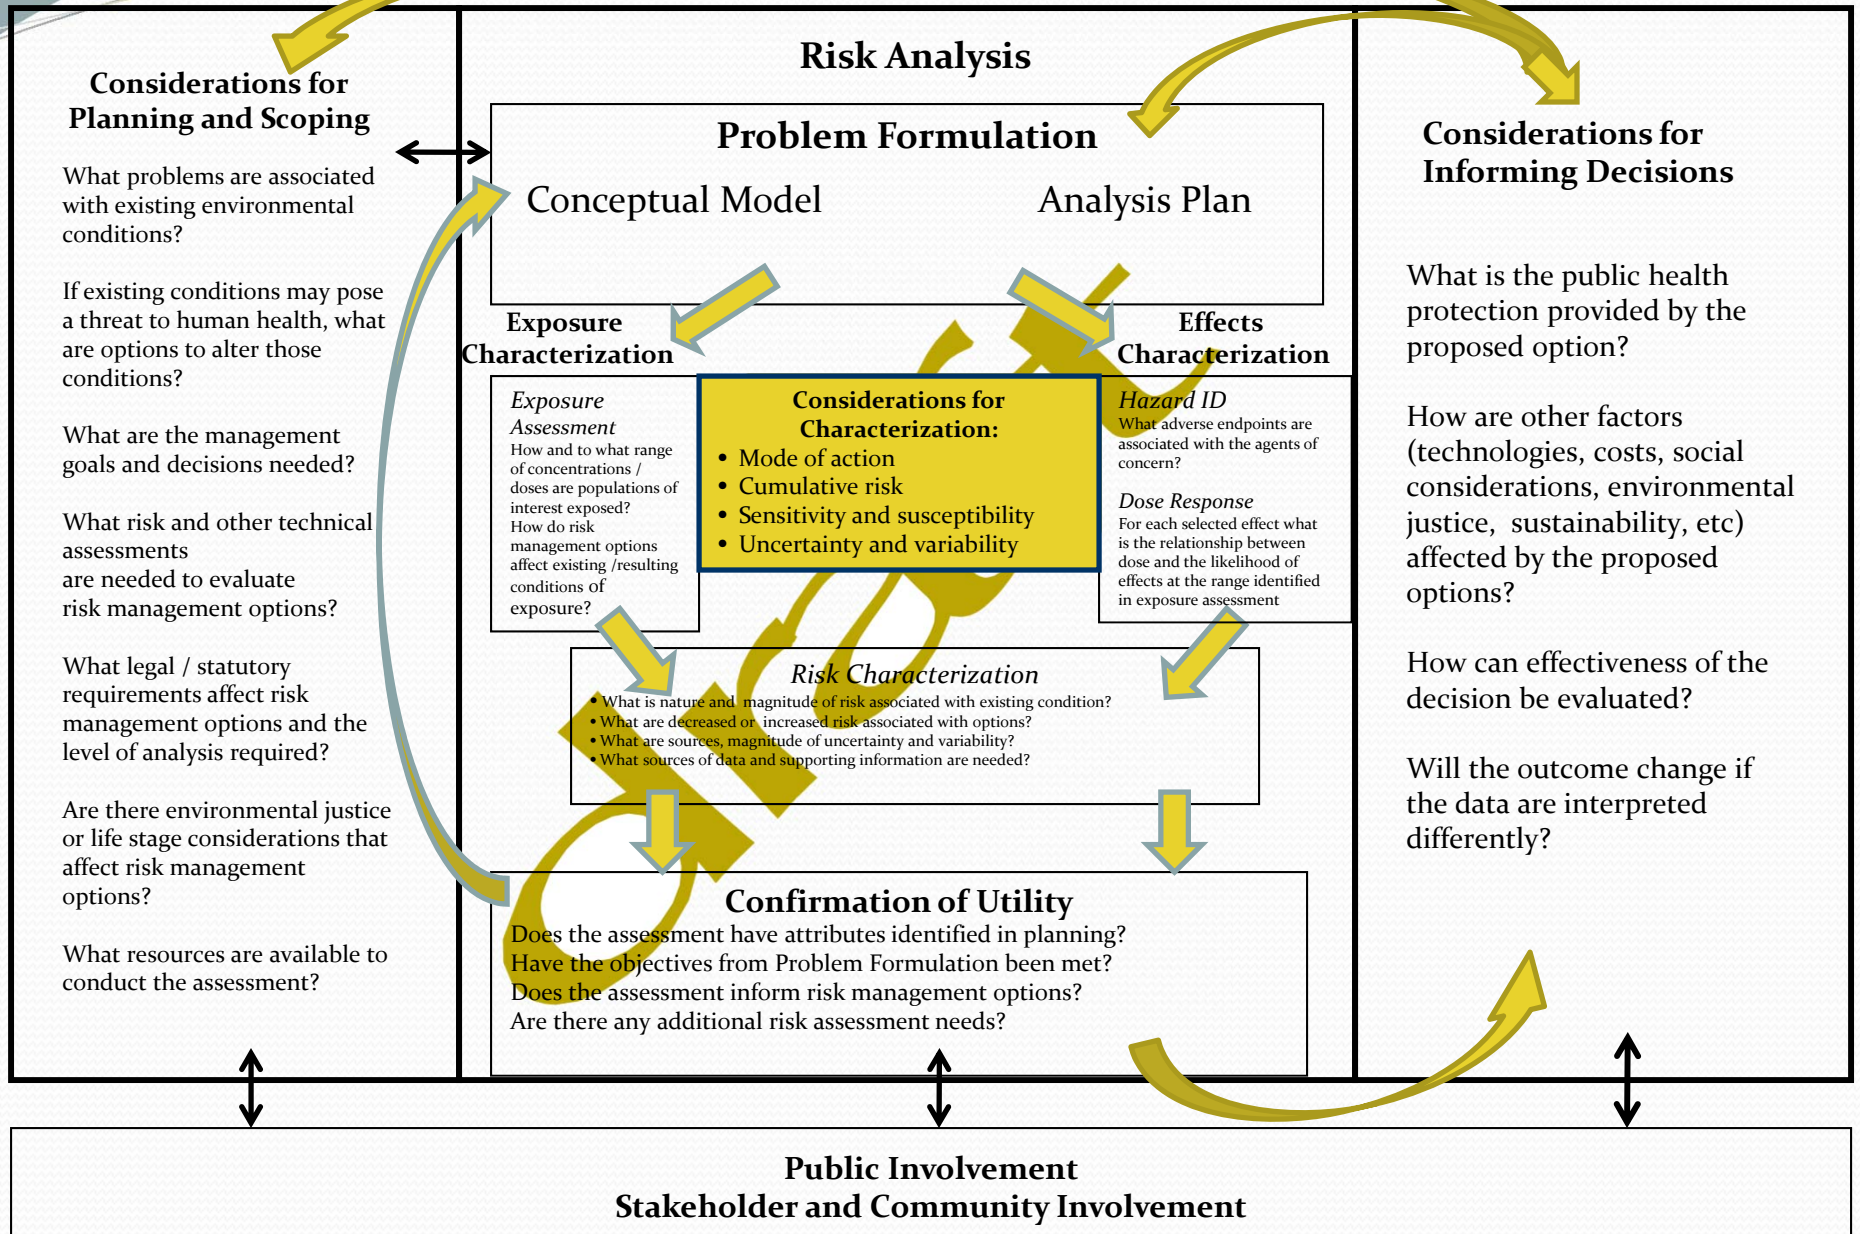 Considerations for
Planning and Scoping
What problems are associated
with existing environmental
conditions?
If existing conditions may pose
a threat to human health, what
are options to alter those
conditions?
What are the management
goals and decisions needed?
What risk and other technical
assessments
are needed to evaluate
risk management options?
What legal / statutory
requirements affect risk
management options and the
level of analysis required?
Are there environmental justice
or life stage considerations that
affect risk management
options?
What resources are available to
conduct the assessment?
Risk Analysis
Problem Formulation
Conceptual Model
Analysis Plan
Exposure
Characterization
Effects
Characterization
Exposure
Assessment
How and to what range
of concentrations /
doses are populations of
interest exposed?
How do risk
management options
affect existing /resulting
conditions of
exposure?
Considerations for
Characterization:
• Mode of action
• Cumulative risk
• Sensitivity and susceptibility
• Uncertainty and variability
Hazard ID
What adverse endpoints are
associated with the agents of
concern?
Dose Response
For each selected effect what
is the relationship between
dose and the likelihood of
effects at the range identified
in exposure assessment
Risk Characterization
• What is nature and magnitude of risk associated with existing condition?
• What are decreased or increased risk associated with options?
• What are sources, magnitude of uncertainty and variability?
• What sources of data and supporting information are needed?
Confirmation of Utility
Does the assessment have attributes identified in planning?
Have the objectives from Problem Formulation been met?
Does the assessment inform risk management options?
Are there any additional risk assessment needs?
draft
Considerations for
Informing Decisions
What is the public health
protection provided by the
proposed option?
How are other factors
(technologies, costs, social
considerations, environmental
justice, sustainability, etc)
affected by the proposed
options?
How can effectiveness of the
decision be evaluated?
Will the outcome change if
the data are interpreted
differently?
Public Involvement
Stakeholder and Community Involvement